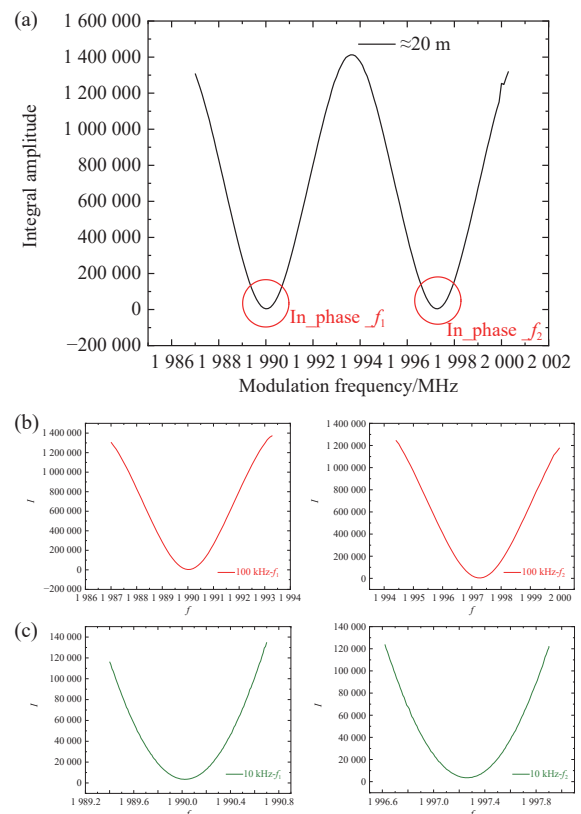 (a)
1 600 000
1 400 000
1 200 000
1 000 000
800 000
600 000
400 000
200 000
0
−200 000
Integral amplitude
≈20 m
In_phase _f₁
In_phase _f₂
1 986 1 988 1 990 1 992 1 994 1 996 1 998 2 000 2 002
Modulation frequency/MHz
(b)
1 400 000
1 200 000
1 000 000
800 000
600 000
400 000
200 000
0
−200 000
I
100 kHz-f₁
1 986 1 987 1 988 1 989 1 990 1 991 1 992 1 993 1 994
f
1 400 000
1 200 000
1 000 000
800 000
600 000
400 000
200 000
0
I
100 kHz-f₂
1 994 1 995 1 996 1 997 1 998 1 999 2 000
f
(c)
140 000
120 000
100 000
80 000
60 000
40 000
20 000
0
I
10 kHz-f₁
1 989.2 1 989.6 1 990.0 1 990.4 1 990.8
140 000
120 000
100 000
80 000
60 000
40 000
20 000
0
I
10 kHz-f₂
1 996.6 1 997.0 1 997.4 1 997.8